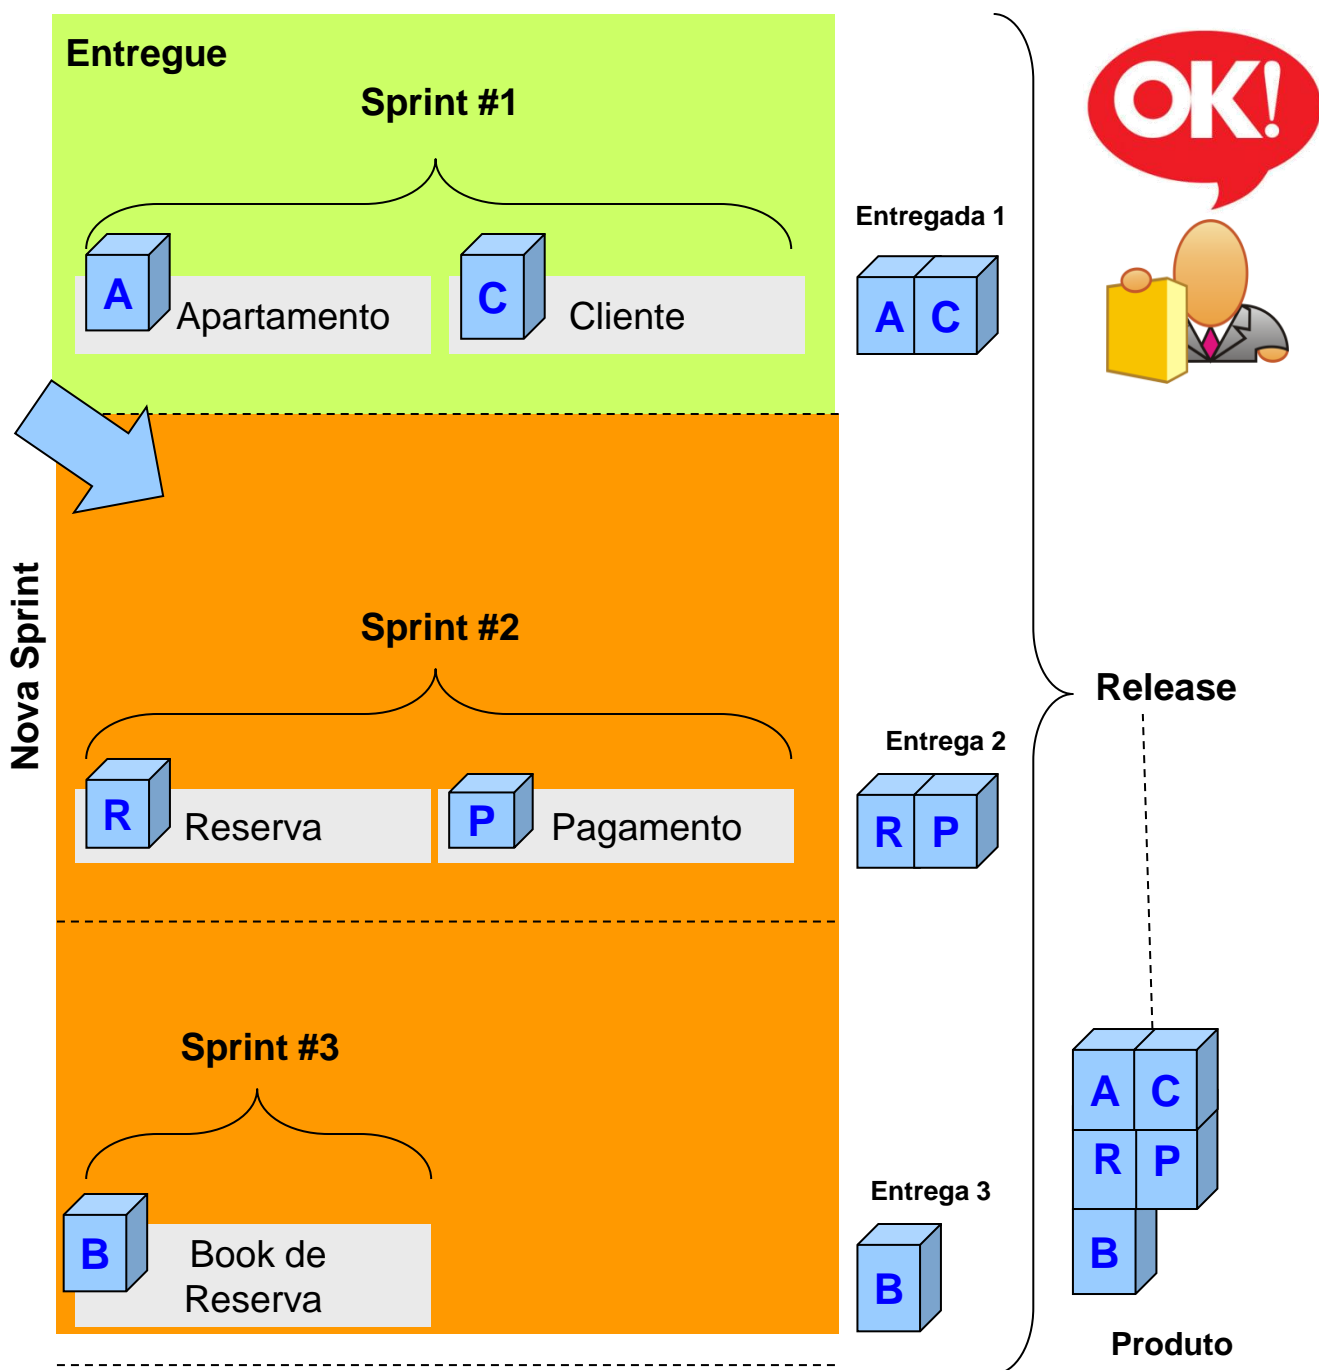 Entregue
Sprint #1
OK!
Entregada 1
A
Apartamento
C
Cliente
A C
Nova Sprint
Sprint #2
Release
Entrega 2
R
Reserva
P
Pagamento
R P
Sprint #3
A C
R P
B
Entrega 3
B
Book de
Reserva
B
Produto